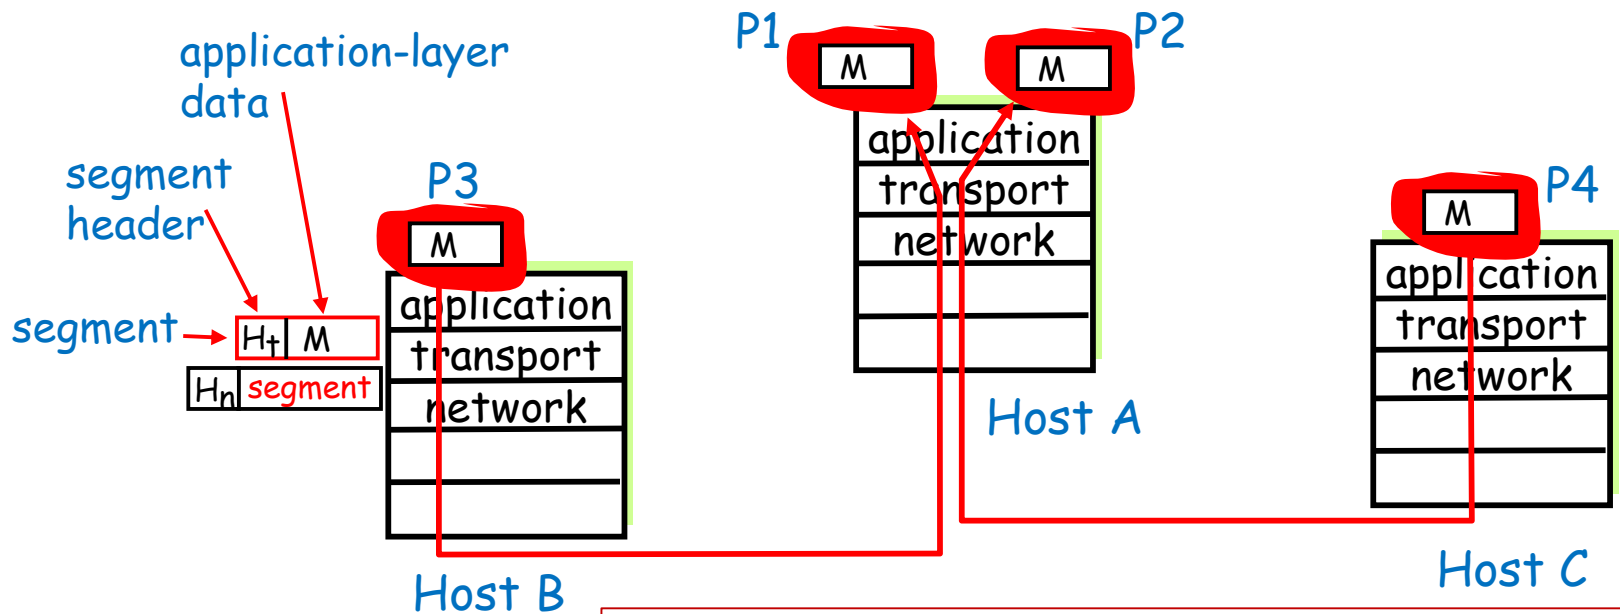 application-layer
data
segment
header
segment
Ht M
Hn segment
P3
M
application
transport
network
Host B
P1
M
P2
M
application
transport
network
Host A
P4
M
application
transport
network
Host C